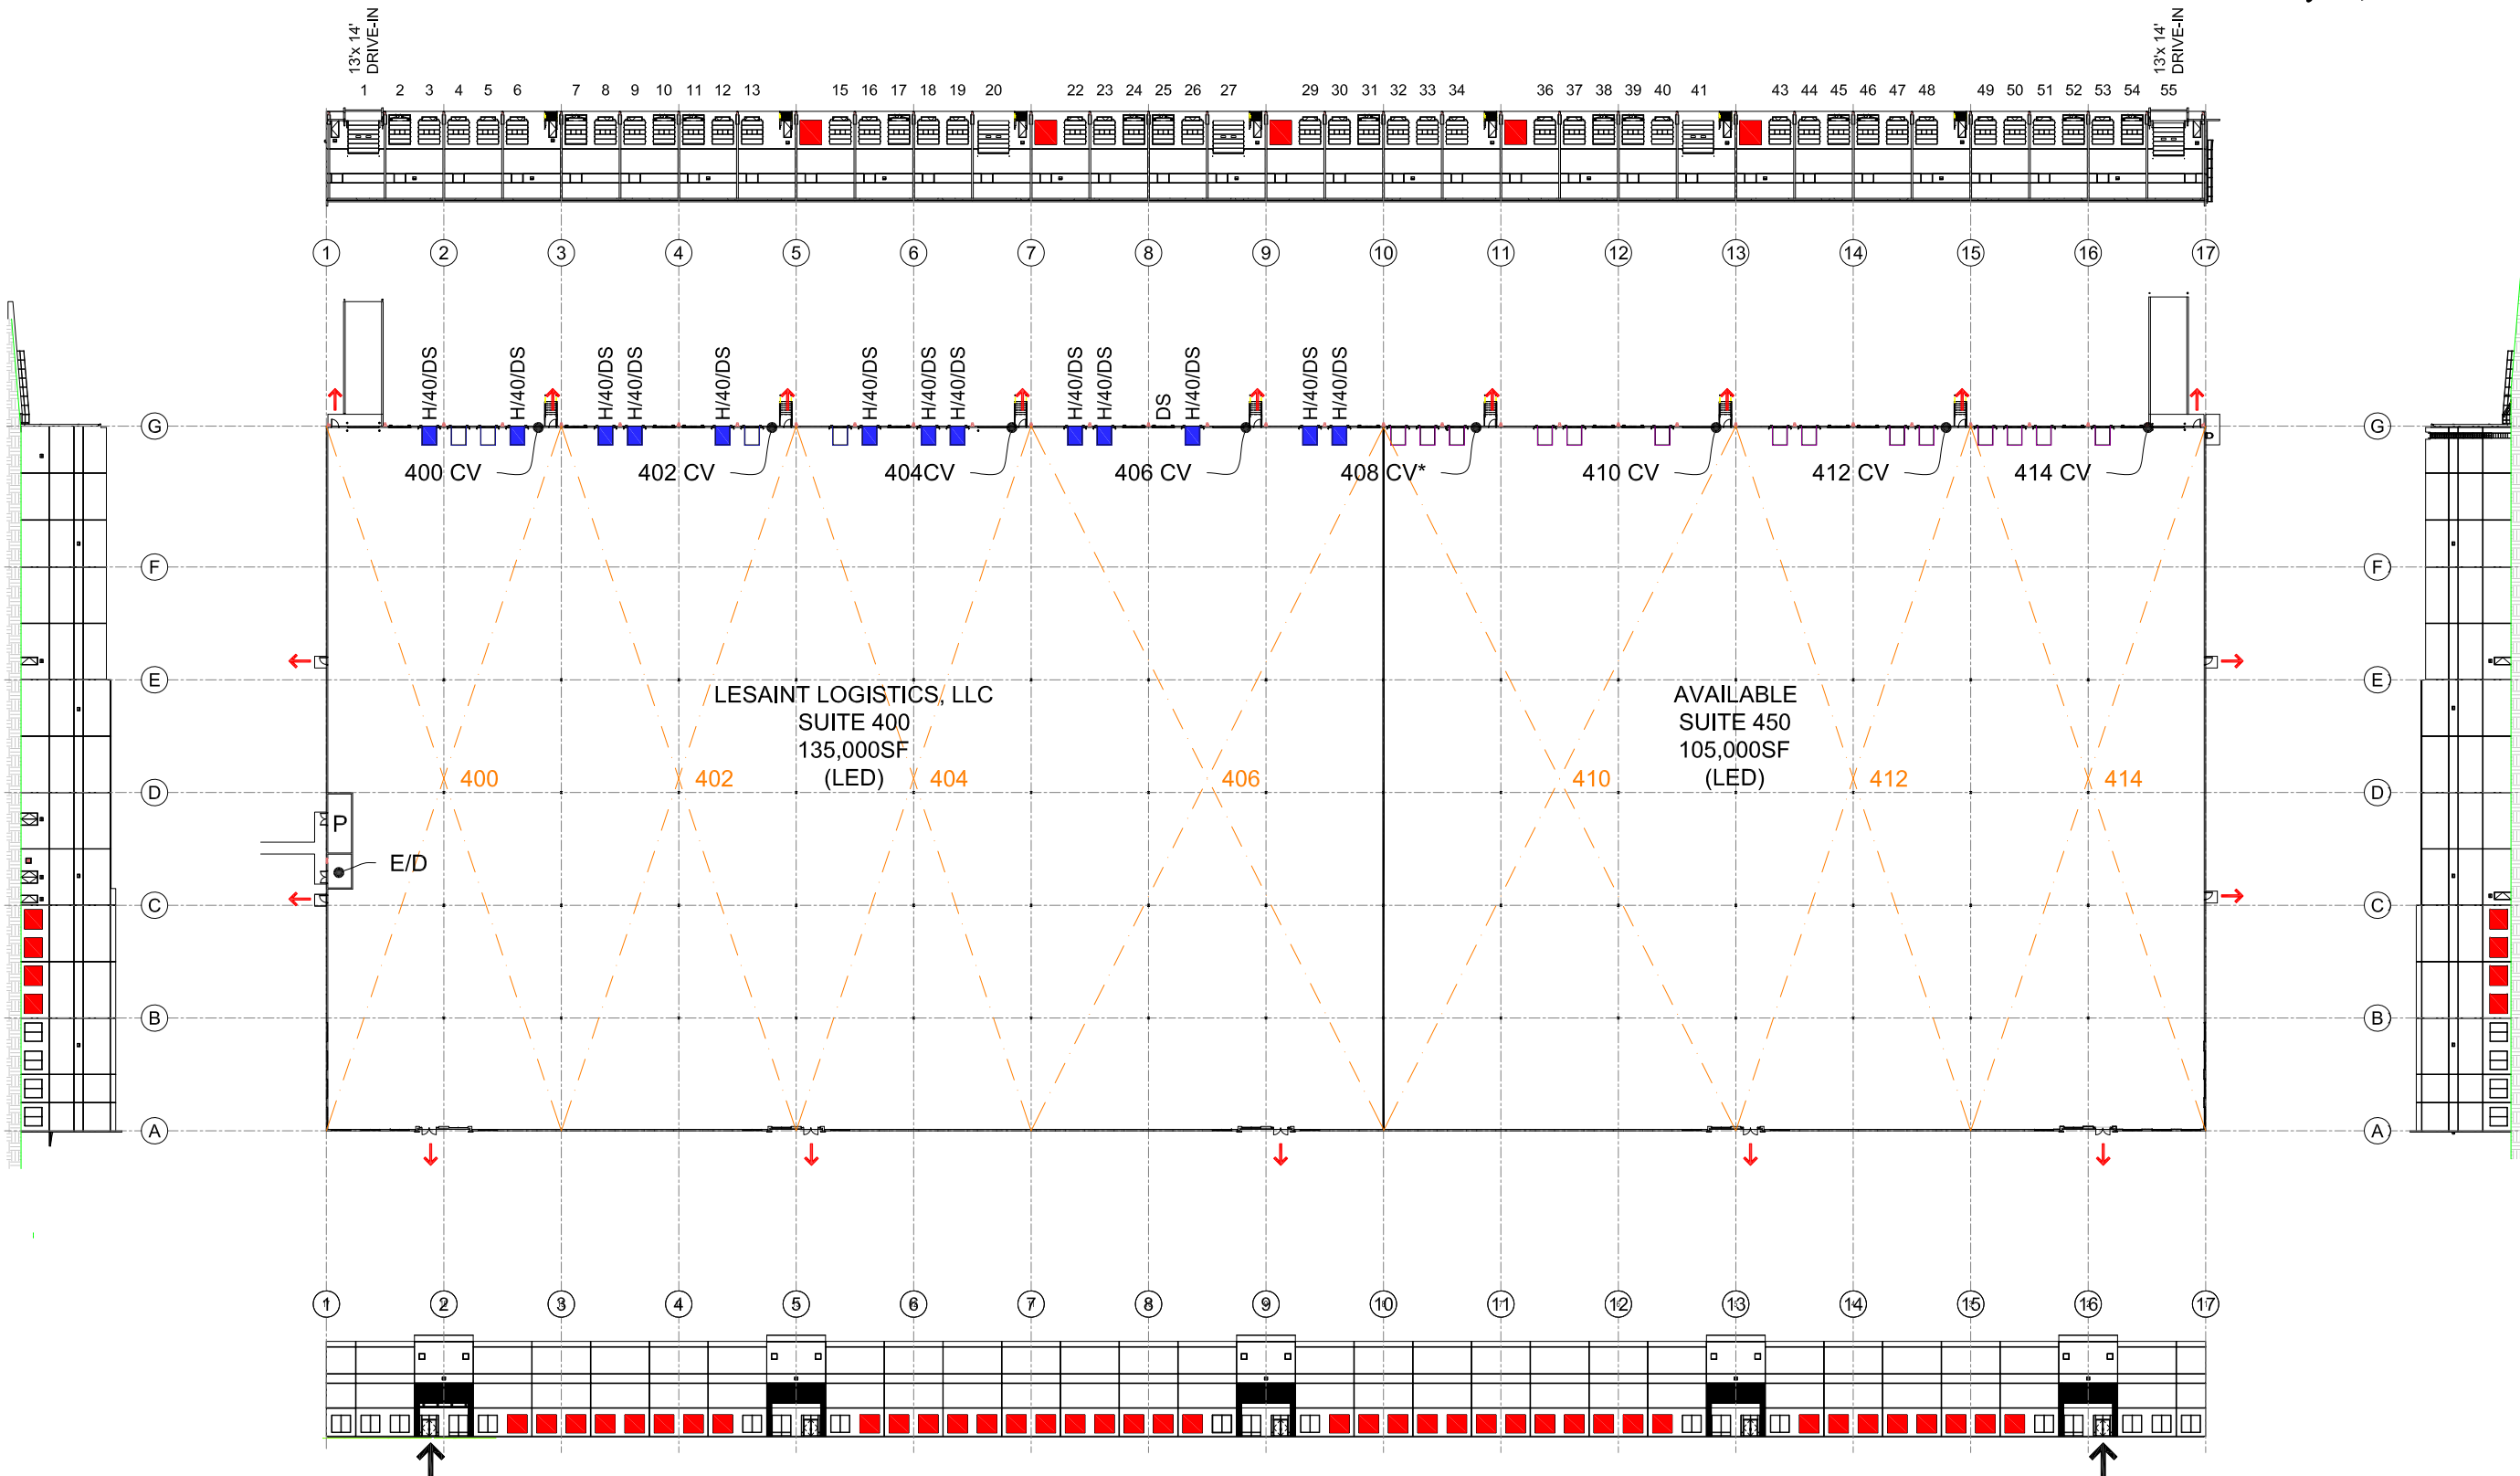 13'x 14'
DRIVE-IN
13'x 14'
DRIVE-IN
1 2 3 4 5 6 7 8 9 10 11 12 13 15 16 17 18 19 20 22 23 24 25 26 27 29 30 31 32 33 34 36 37 38 39 40 41 43 44 45 46 47 48 49 50 51 52 53 54 55
1 2 3 4 5 6 7 8 9 10 11 12 13 14 15 16 17
H/40/DS H/40/DS H/40/DS H/40/DS H/40/DS H/40/DS H/40/DS H/40/DS H/40/DS H/40/DS DS H/40/DS H/40/DS H/40/DS
G G
400 CV 402 CV 404CV 406 CV 408 CV* 410 CV 412 CV 414 CV
F F
E E
LESAINT LOGISTICS, LLC
SUITE 400
135,000SF
(LED)
AVAILABLE
SUITE 450
105,000SF
(LED)
400 402 404 406 410 412 414
D D
P
E/D
C C
B B
A A
1 2 3 4 5 6 7 8 9 10 11 12 13 14 15 16 17